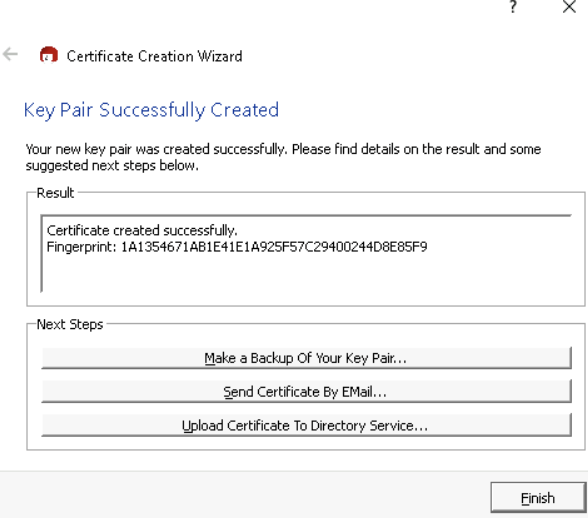 ?
Certificate Creation Wizard
Key Pair Successfully Created
Your new key pair was created successfully. Please find details on the result and some
suggested next steps below.
Result
Certificate created successfully.
Fingerprint: 1A1354671AB1E41E1A925F57C29400244D8E85F9
Next Steps
Make a Backup Of Your Key Pair...
Send Certificate By EMail...
Upload Certificate To Directory Service...
Finish